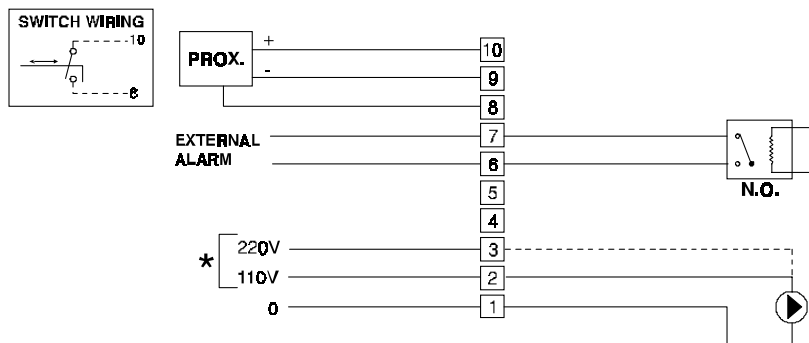 SWITCH WIRING
10
8
PROX.
+
-
10
9
8
7
6
5
4
3
2
1
EXTERNAL
ALARM
N.O.
*
220V
110V
0